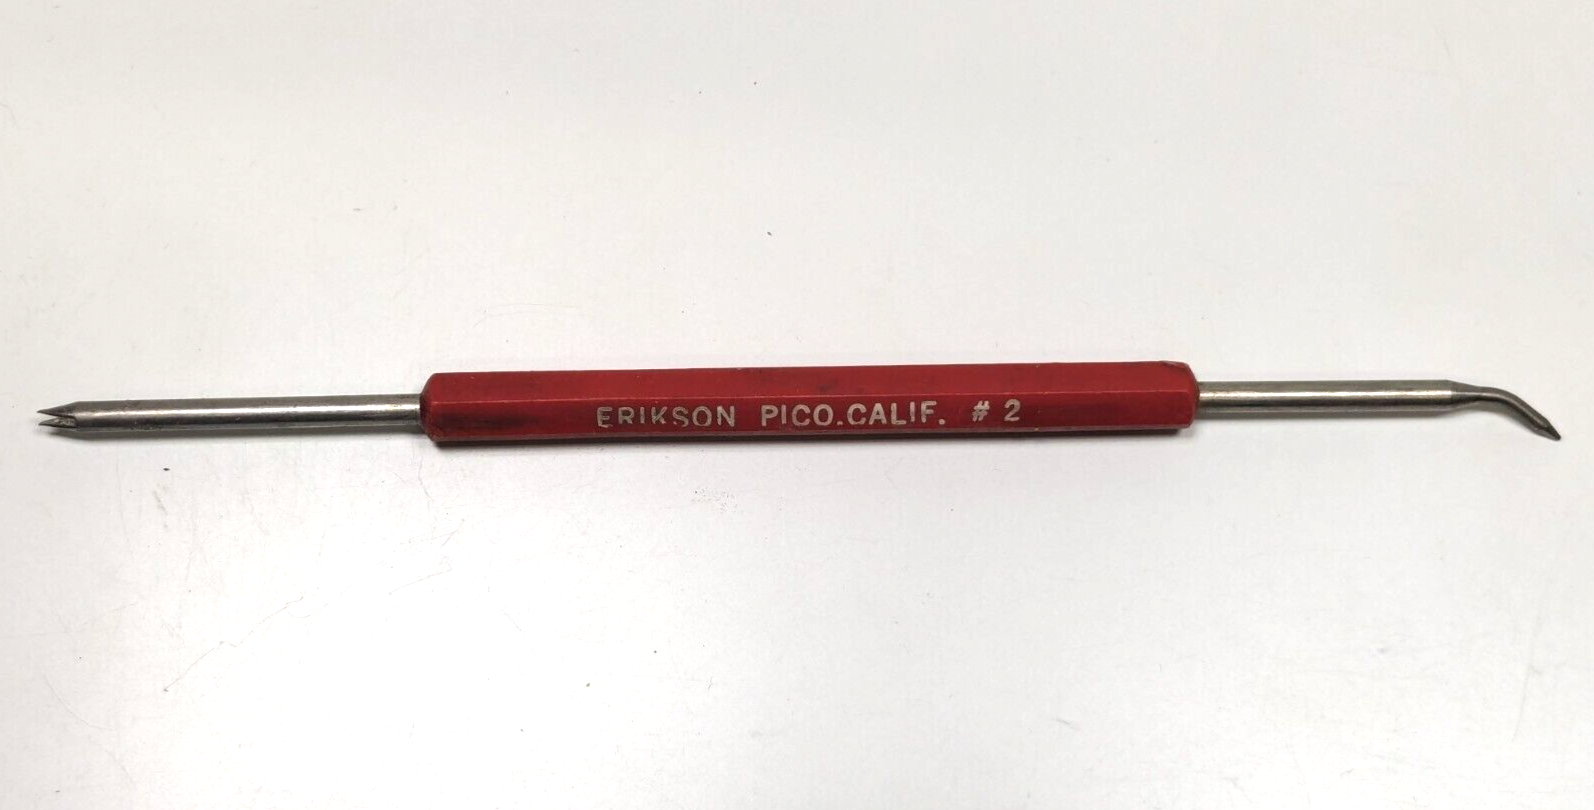 ERIKSON PICO.CALIF. # 2